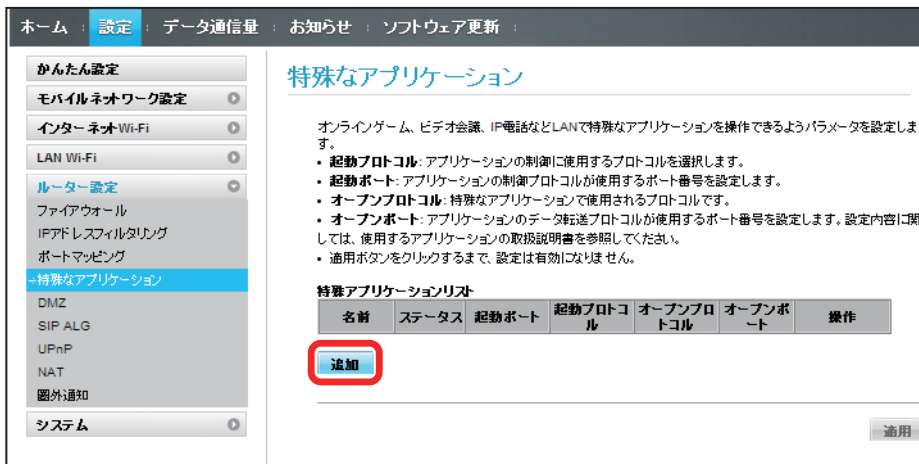 ホーム 設定 データ通信量 お知らせ ソフトウェア更新
かんたん設定
モバイルネットワーク設定
インターネットWi-Fi
LAN Wi-Fi
ルーター設定
ファイアウォール
IPアドレスフィルタリング
ポートマッピング
特殊なアプリケーション
DMZ
SIP ALG
UPnP
NAT
圏外通知
システム
特殊なアプリケーション
オンラインゲーム、ビデオ会議、IP電話などLANで特殊なアプリケーションを操作できるようパラメータを設定しま
す。
• 起動プロトコル: アプリケーションの制御に使用するプロトコルを選択します。
• 起動ポート: アプリケーションの制御プロトコルが使用するポート番号を設定します。
• オープンプロトコル: 特殊なアプリケーションで使用されるプロトコルです。
• オープンポート: アプリケーションのデータ転送プロトコルが使用するポート番号を設定します。設定内容に関
しては、使用するアプリケーションの取扱説明書を参照してください。
• 適用ボタンをクリックするまで、設定は有効になりません。
特殊アプリケーションリスト
名前 ステータス 起動ポート 起動プロトコル オープンプロトコル オープンポート 操作
追加
適用